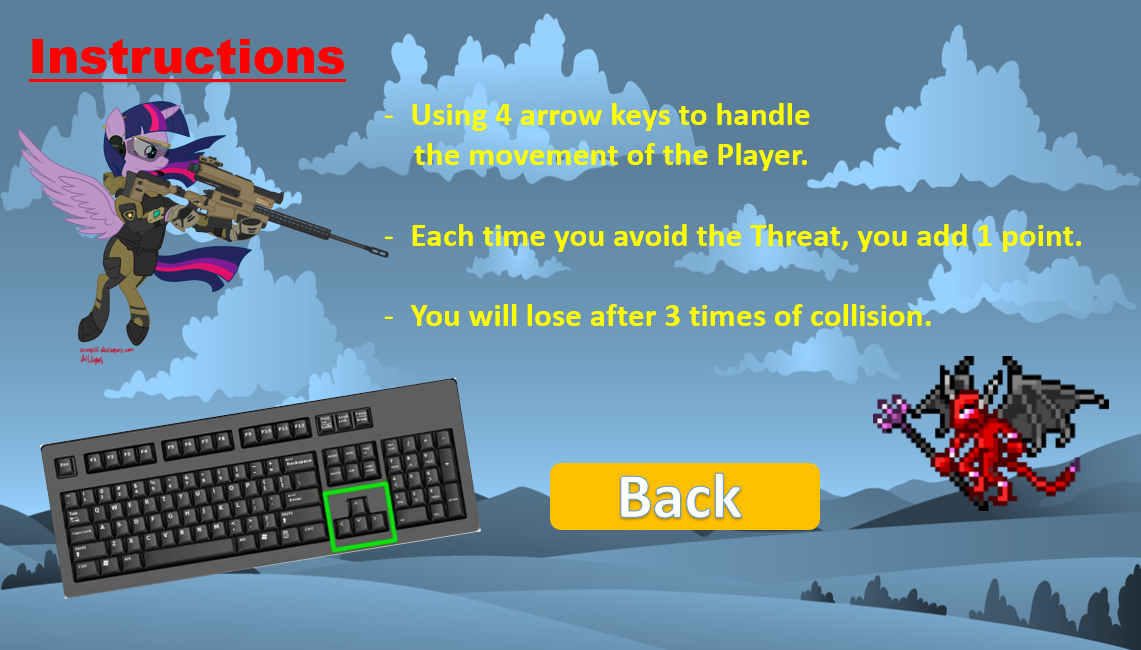 Instructions
- Using 4 arrow keys to handle
the movement of the Player.
- Each time you avoid the Threat, you add 1 point.
- You will lose after 3 times of collision.
Back